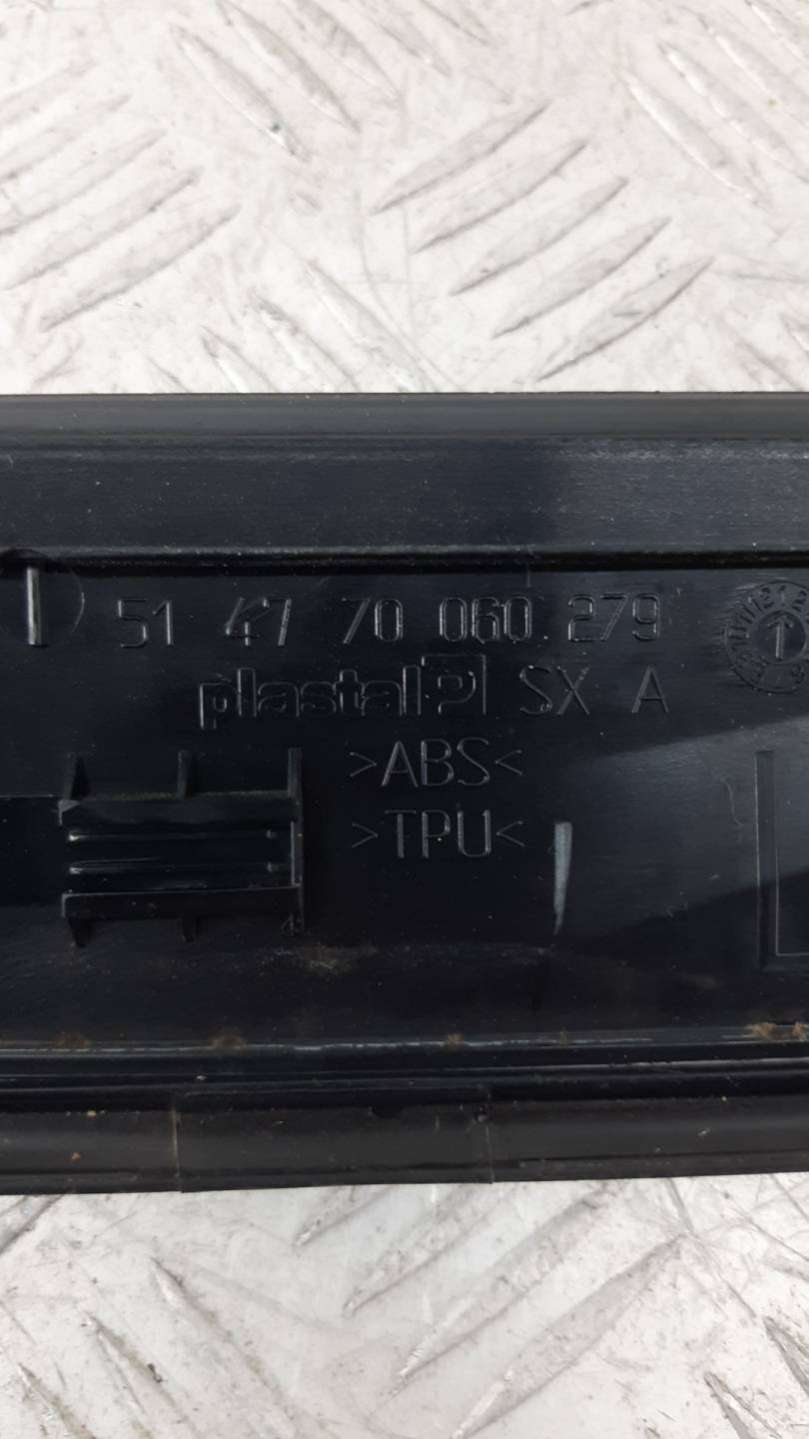 51 47 70 060 279
plastal P SX A
>ABS<
>TPU<